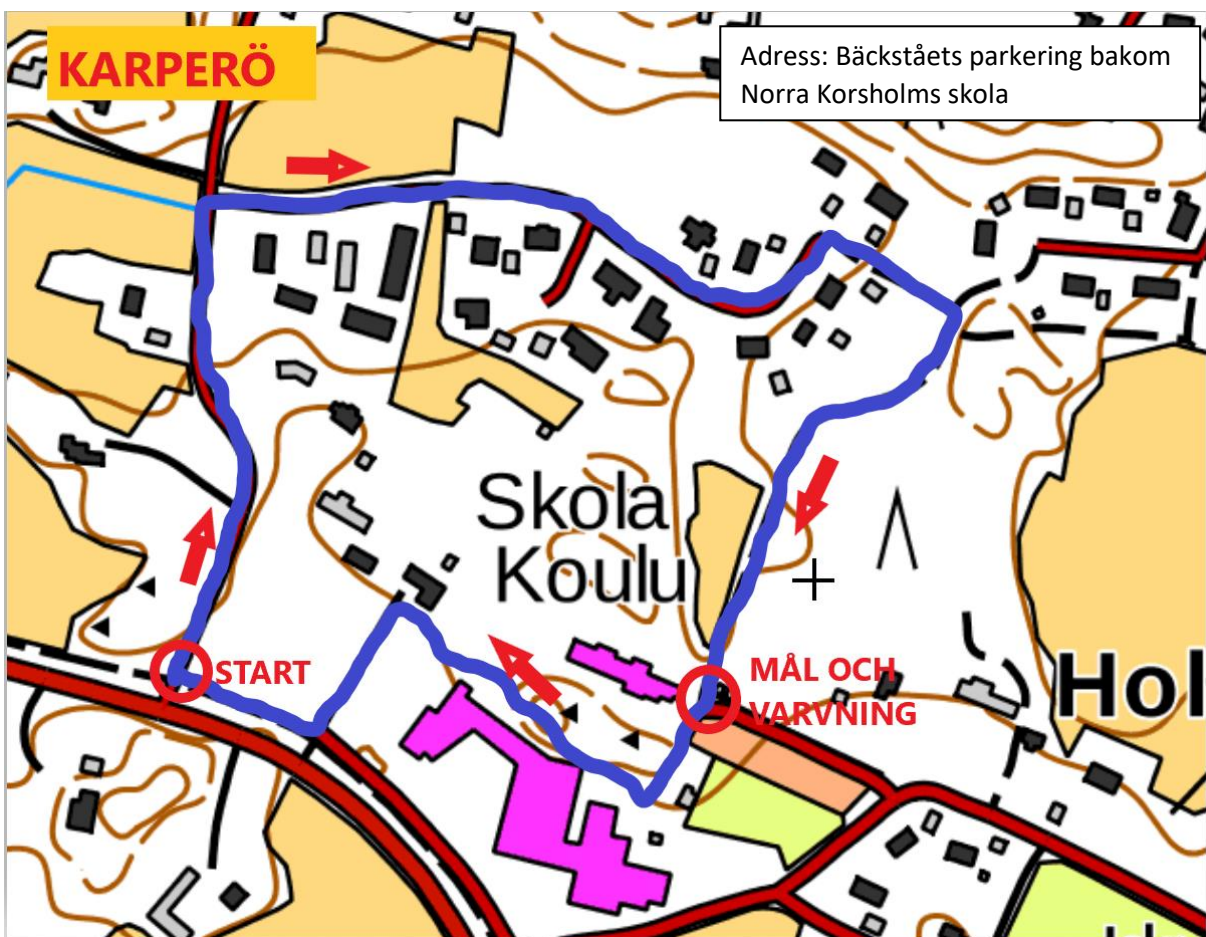 KARPERÖ
Adress: Bäckståets parkering bakom
Norra Korsholms skola
Skola
Koulu
START
MÅL OCH
VARVNING
Hol